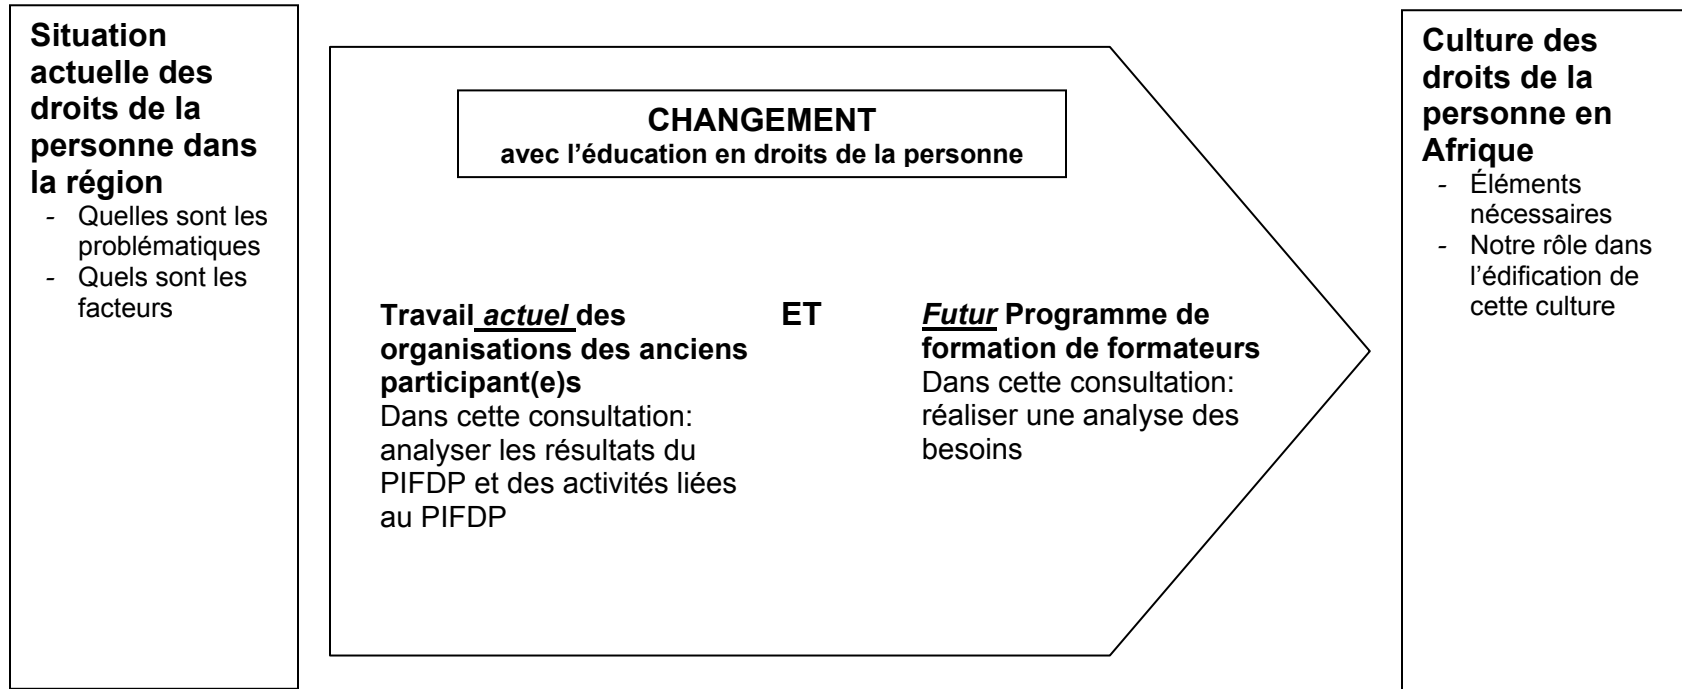 Situation
actuelle des
droits de la
personne dans
la région
- Quelles sont les
problématiques
- Quels sont les
facteurs
CHANGEMENT
avec l’éducation en droits de la personne
Travail actuel des
organisations des anciens
participant(e)s
Dans cette consultation:
analyser les résultats du
PIFDP et des activités liées
au PIFDP
ET
Futur Programme de
formation de formateurs
Dans cette consultation:
réaliser une analyse des
besoins
Culture des
droits de la
personne en
Afrique
- Éléments
nécessaires
- Notre rôle dans
l’édification de
cette culture